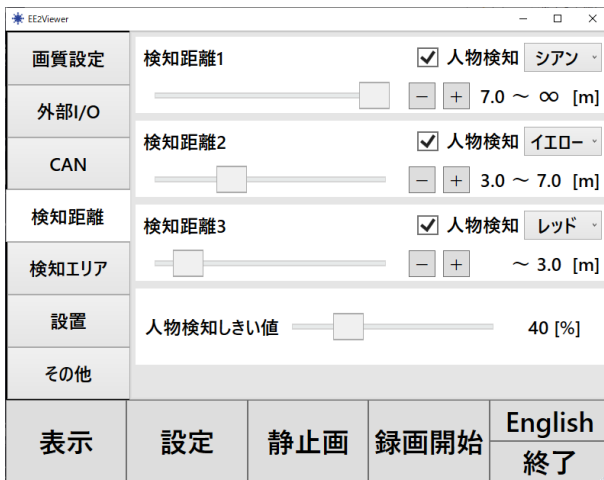 EE2Viewer
画質設定
外部I/O
CAN
検知距離
検知エリア
設置
その他
検知距離1
人物検知 シアン
7.0 ~ ∞ [m]
検知距離2
人物検知 イエロー
3.0 ~ 7.0 [m]
検知距離3
人物検知 レッド
~ 3.0 [m]
人物検知しきい値 40 [%]
表示 設定 静止画 録画開始 English
終了